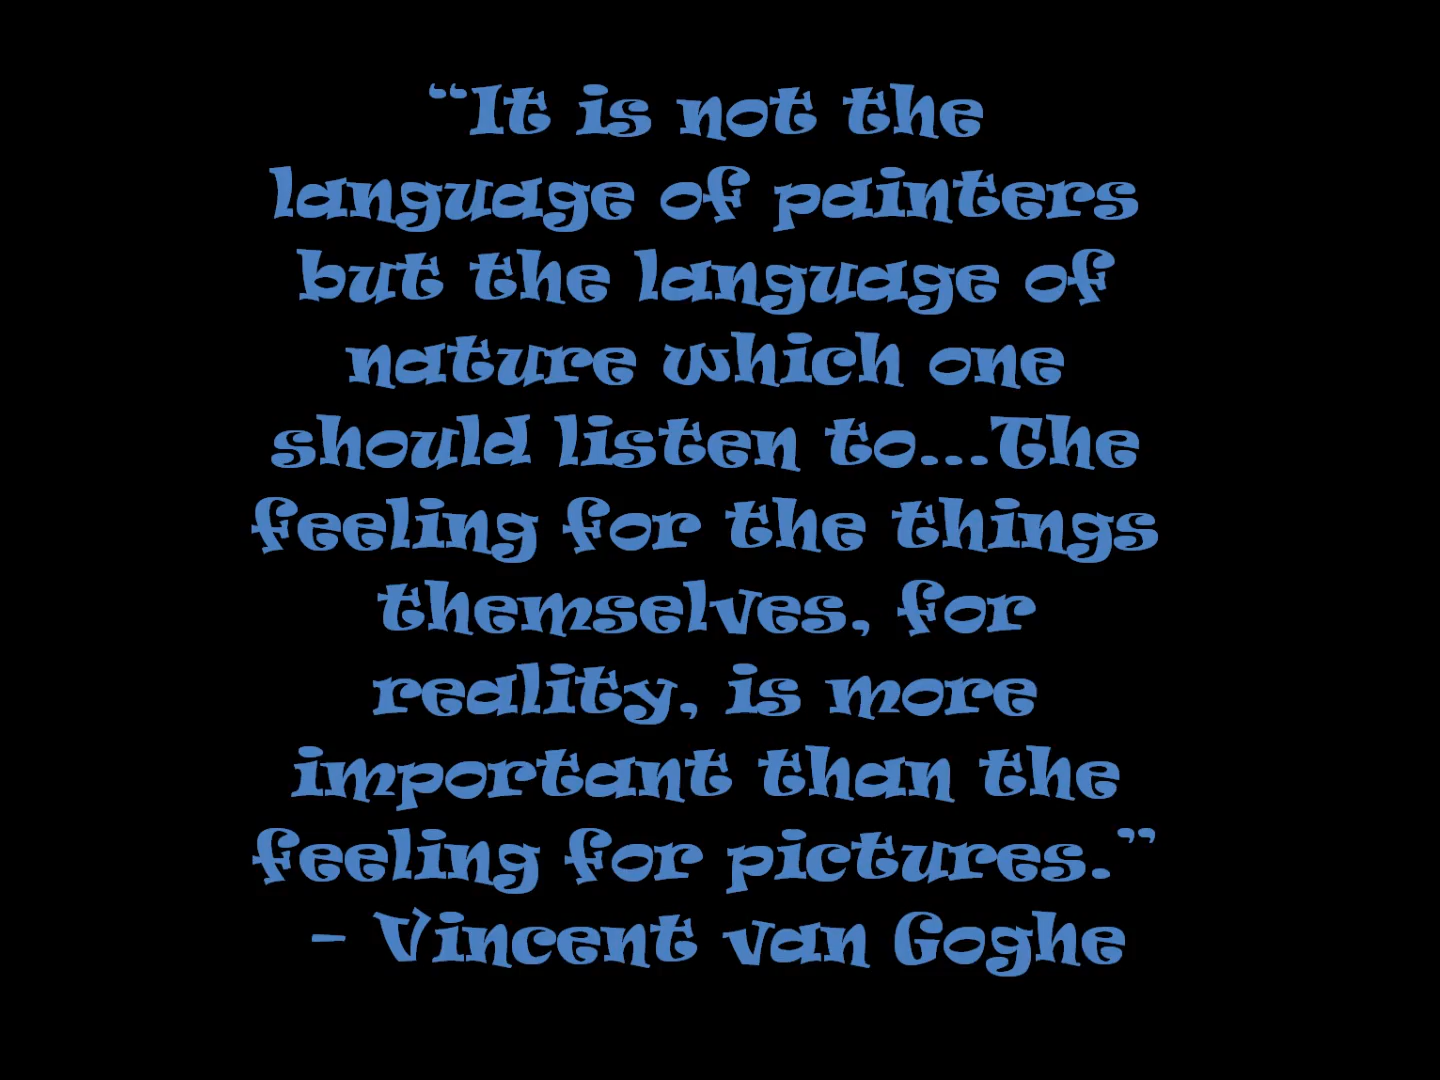 “It is not the
language of painters
but the language of
nature which one
should listen to...The
feeling for the things
themselves, for
reality, is more
important than the
feeling for pictures.”
- Vincent van Goghe